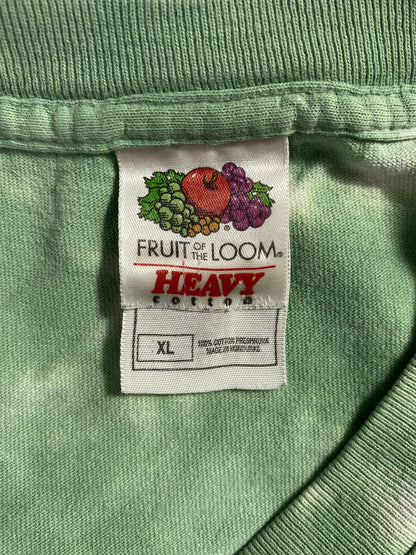 FRUIT OF THE LOOM®
HEAVY
cotton
XL
100% COTTON PRESHRUNK
MADE IN HONDURAS